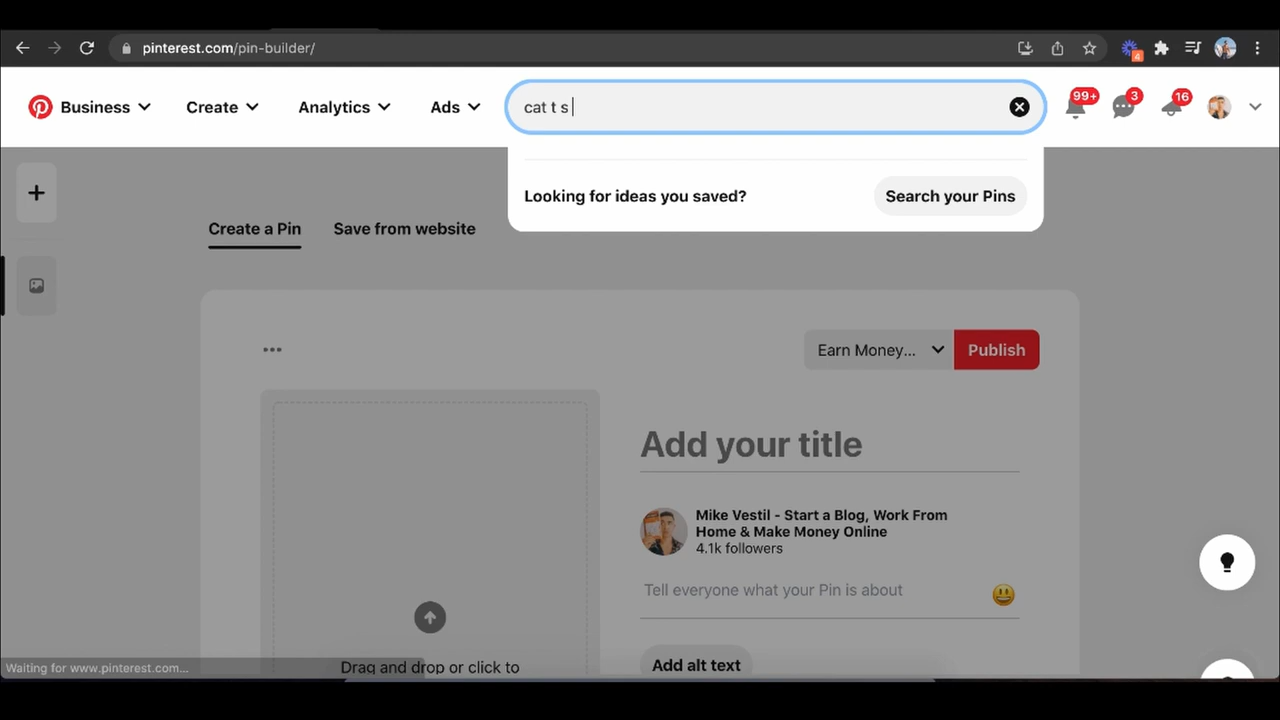 pinterest.com/pin-builder/
4
Business
Create
Analytics
Ads
cat t s
99+
3
16
Looking for ideas you saved?
Search your Pins
Create a Pin
Save from website
Earn Money...
Publish
Add your title
Mike Vestil - Start a Blog, Work From
Home & Make Money Online
4.1k followers
Tell everyone what your Pin is about
Waiting for www.pinterest.com...
Drag and drop or click to
Add alt text